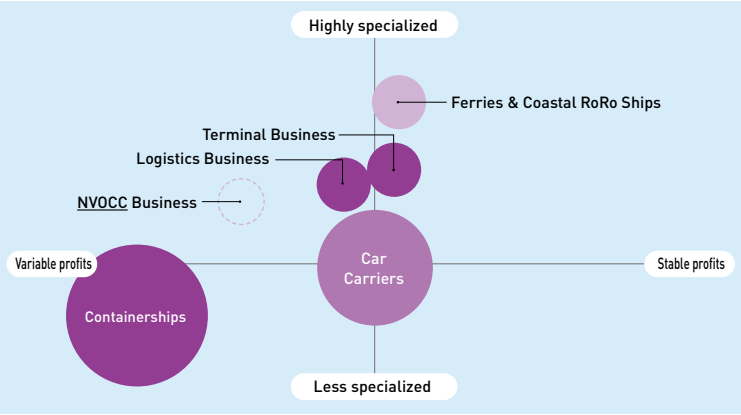 Highly specialized
Ferries & Coastal RoRo Ships
Terminal Business
Logistics Business
NVOCC Business
Variable profits
Car
Carriers
Stable profits
Containerships
Less specialized